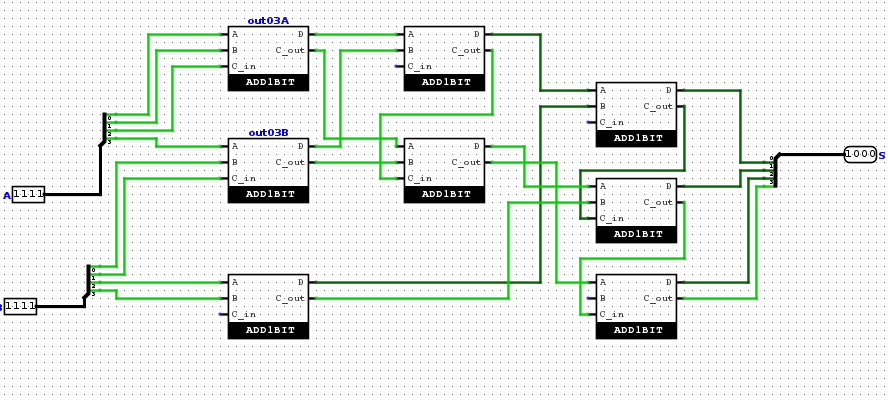 out03A
A D
B C_out
C_in
ADD1BIT
A D
B C_out
C_in
ADD1BIT
A D
B C_out
C_in
ADD1BIT
0
1
2
3
out03B
A D
B C_out
C_in
ADD1BIT
A D
B C_out
C_in
ADD1BIT
0
1
2
3
1000 S
A 1111
A D
B C_out
C_in
ADD1BIT
0
1
2
3
1111
A D
B C_out
C_in
ADD1BIT
A D
B C_out
C_in
ADD1BIT